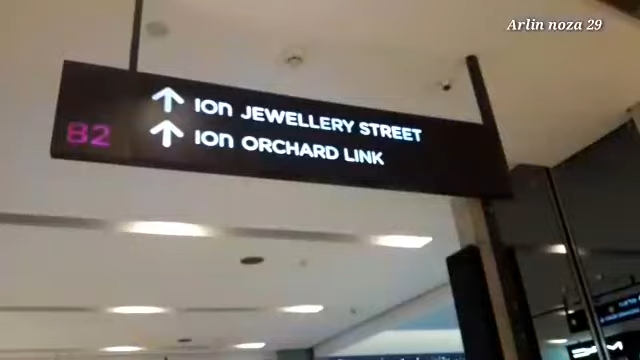 Arlin noza 29
↑ ION JEWELLERY STREET
B2 ↑ ION ORCHARD LINK